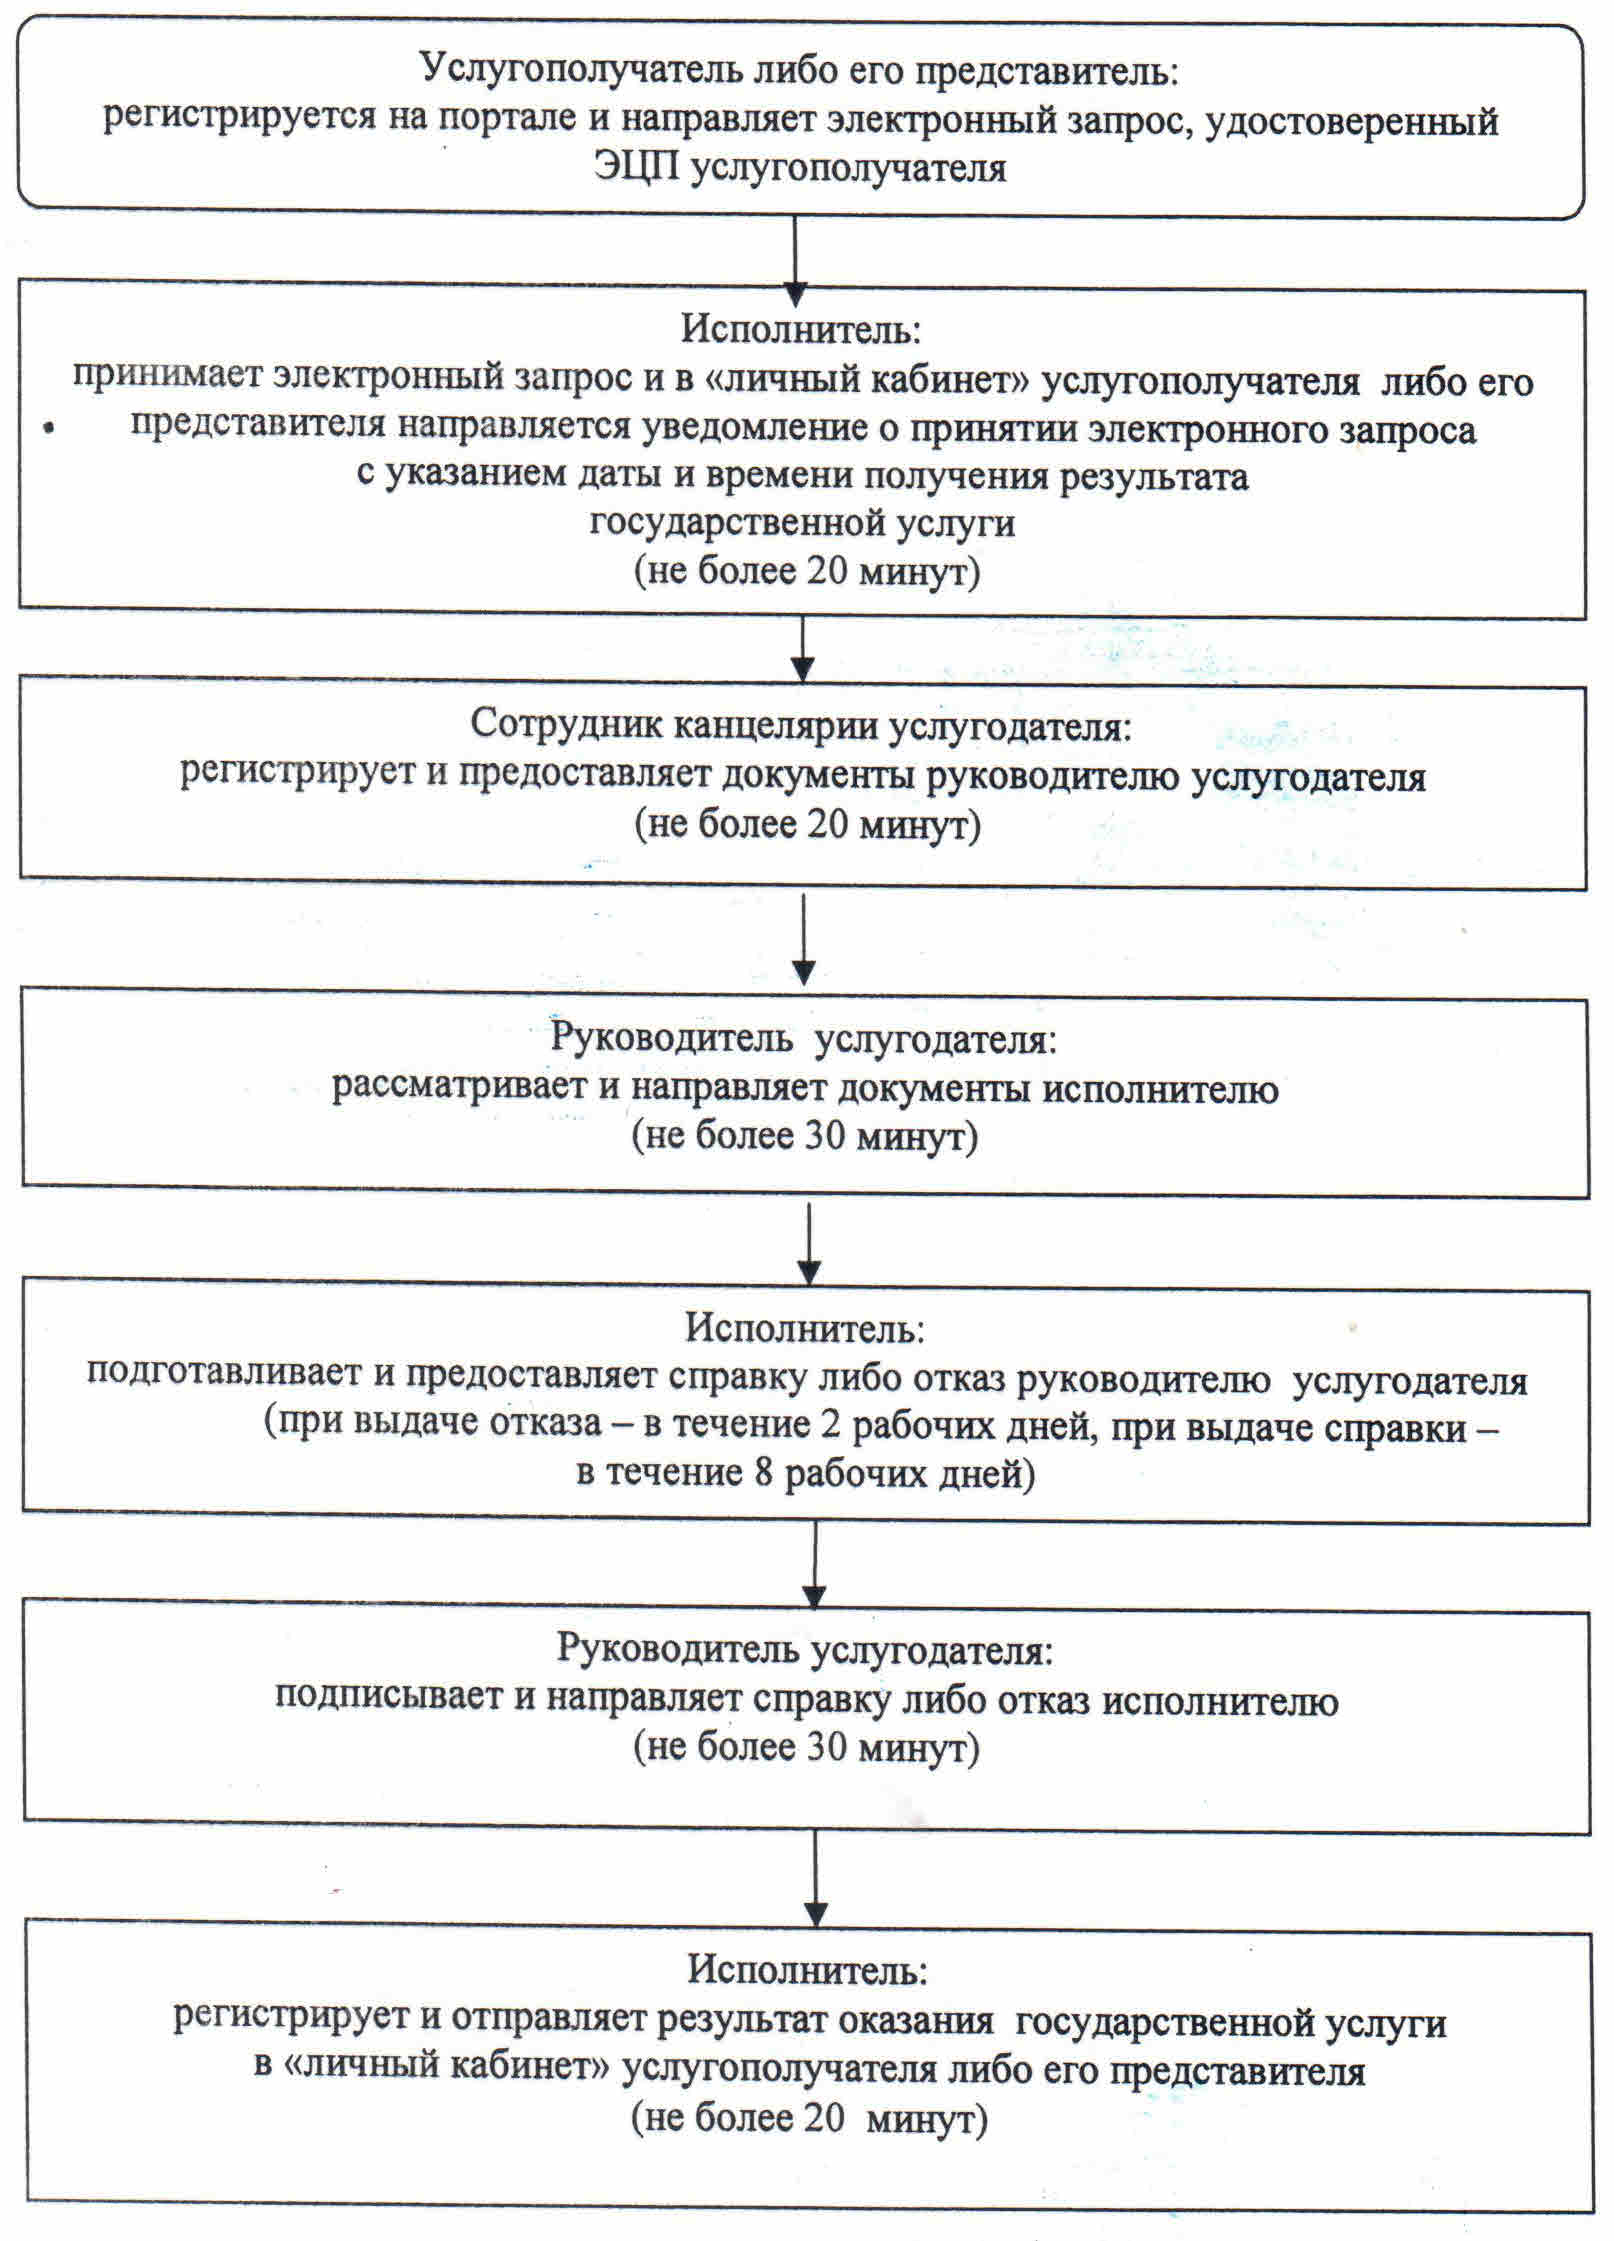 Услугополучатель либо его представитель:
регистрируется на портале и направляет электронный запрос, удостоверенный
ЭЦП услугополучателя
Исполнитель:
принимает электронный запрос и в «личный кабинет» услугополучателя либо его
представителя направляется уведомление о принятии электронного запроса
с указанием даты и времени получения результата
государственной услуги
(не более 20 минут)
Сотрудник канцелярии услугодателя:
регистрирует и предоставляет документы руководителю услугодателя
(не более 20 минут)
Руководитель услугодателя:
рассматривает и направляет документы исполнителю
(не более 30 минут)
Исполнитель:
подготавливает и предоставляет справку либо отказ руководителю услугодателя
(при выдаче отказа – в течение 2 рабочих дней, при выдаче справки –
в течение 8 рабочих дней)
Руководитель услугодателя:
подписывает и направляет справку либо отказ исполнителю
(не более 30 минут)
Исполнитель:
регистрирует и отправляет результат оказания государственной услуги
в «личный кабинет» услугополучателя либо его представителя
(не более 20 минут)